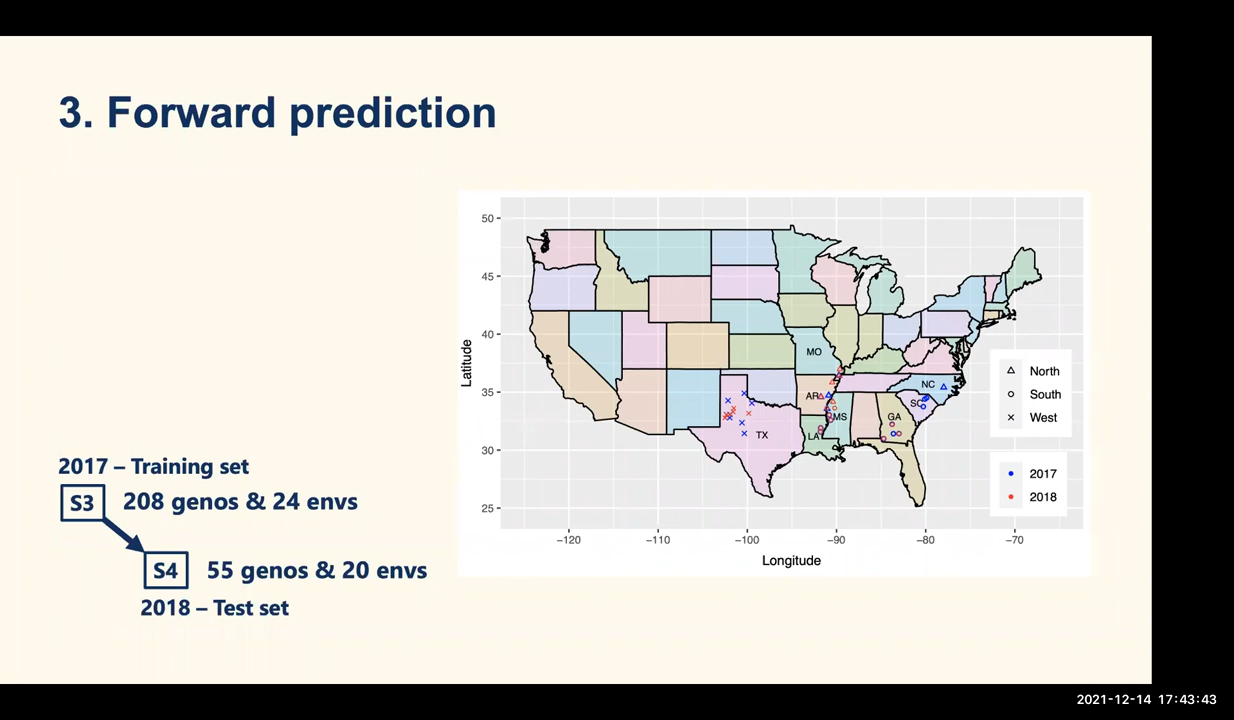 3. Forward prediction
2017 – Training set
S3 208 genos & 24 envs
S4 55 genos & 20 envs
2018 – Test set
Latitude
50
45
40
35
30
25
−120 −110 −100 −90 −80 −70
Longitude
MO
NC
AR
SC
MS
GA
TX
LA
North
South
West
2017
2018
2021-12-14 17:43:43